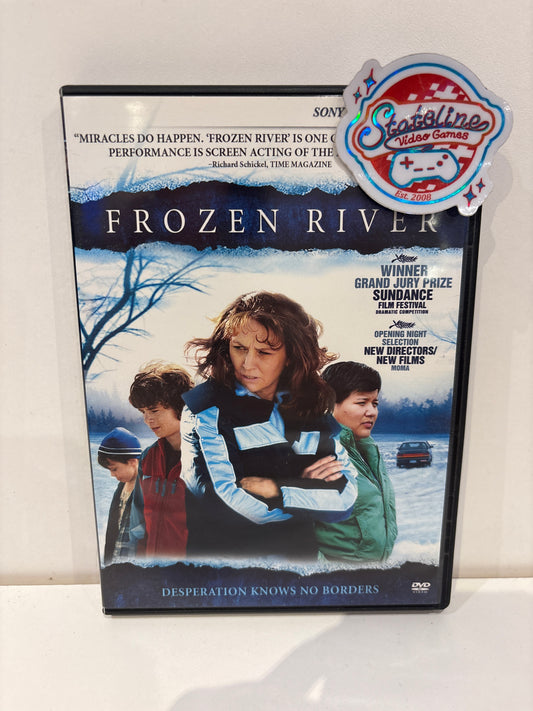 SONY
"MIRACLES DO HAPPEN. 'FROZEN RIVER' IS ONE
PERFORMANCE IS SCREEN ACTING OF THE
–Richard Schickel, TIME MAGAZINE
Stateline
Video Games
Est. 2008
FROZEN RIVER
WINNER
GRAND JURY PRIZE
SUNDANCE
FILM FESTIVAL
DRAMATIC COMPETITION
OPENING NIGHT
SELECTION
NEW DIRECTORS/
NEW FILMS
MOMA
DESPERATION KNOWS NO BORDERS
DVD
VIDEO